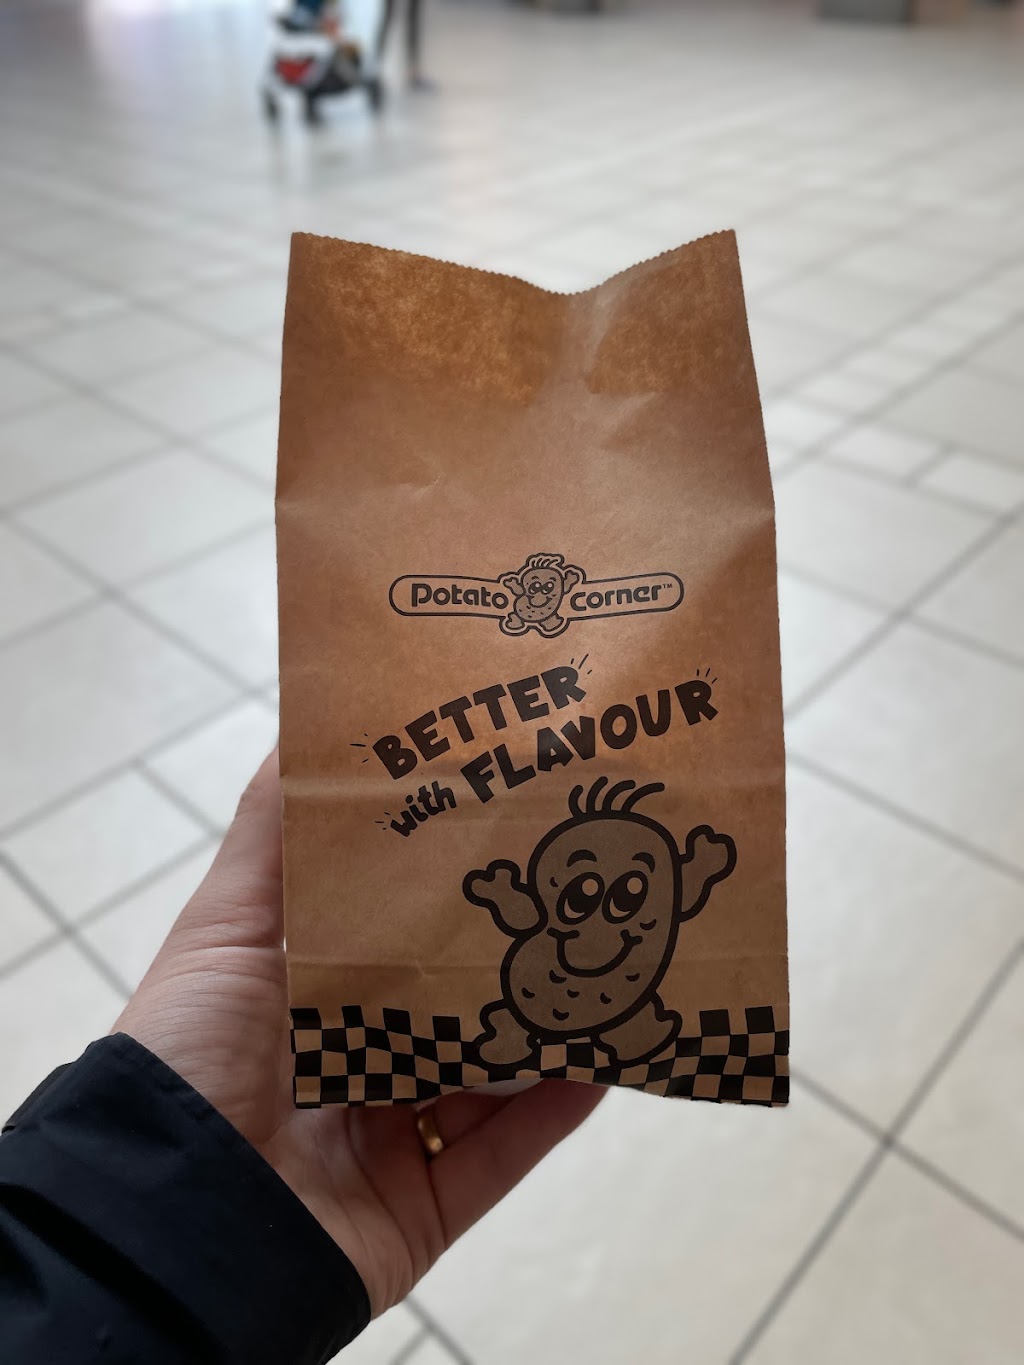 Potato corner™
BETTER
with FLAVOUR